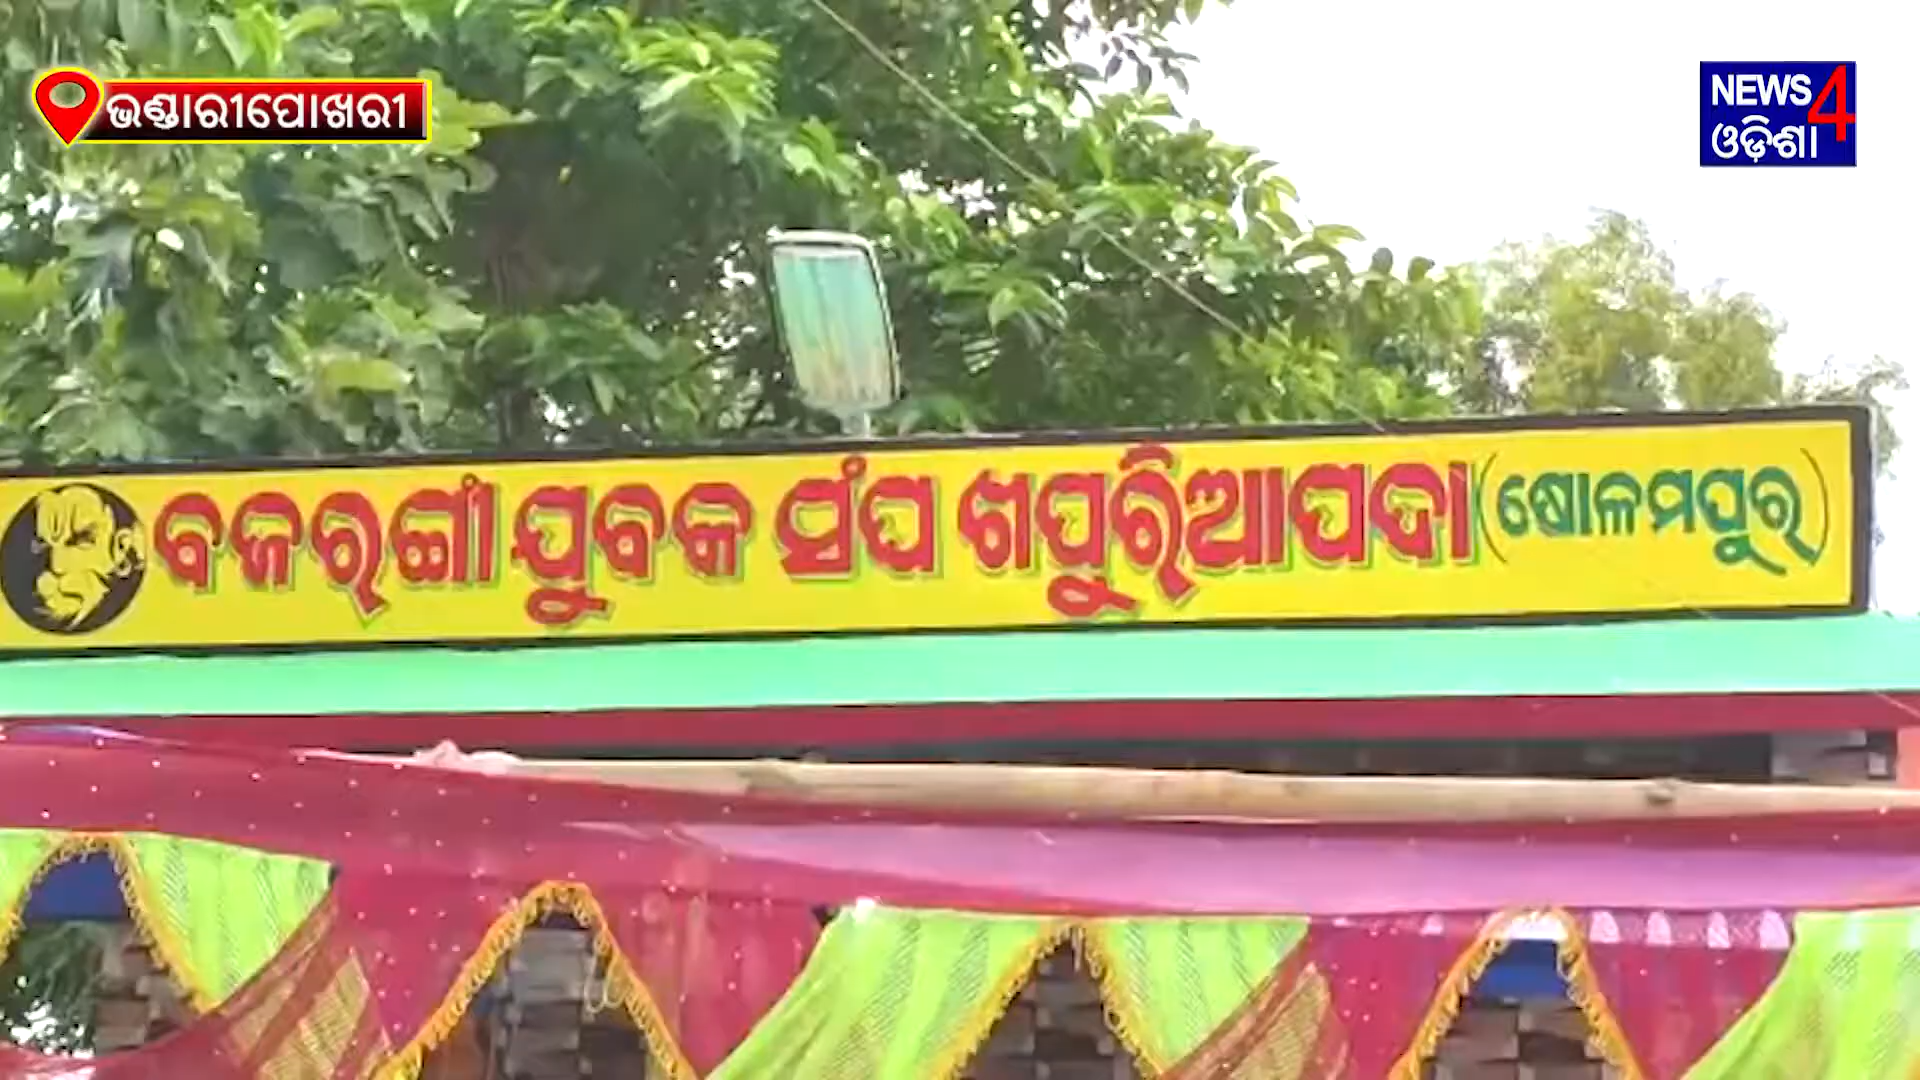 ଭଣ୍ଡାରୀପୋଖରୀ
NEWS 4
ଓଡ଼ିଶା
ବଜରଙ୍ଗୀ ଯୁବକ ସଂଘ ଖପୁରିଆପଦା (ଷୋଳମପୁର)